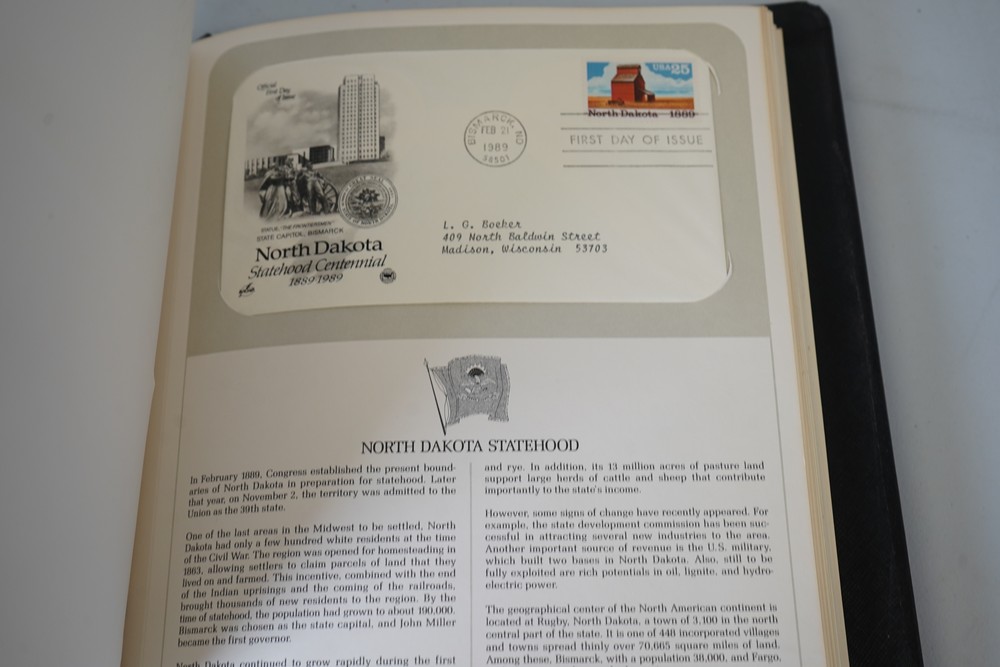 Official
First Day
of Issue
STATUE, "THE FRONTIERSMEN"
STATE CAPITOL, BISMARCK
North Dakota
Statehood Centennial
1889-1989
BISMARCK, ND
FEB 21
1989
58501
USA25
North Dakota 1889
FIRST DAY OF ISSUE
L. G. Boeker
409 North Baldwin Street
Madison, Wisconsin 53703
NORTH DAKOTA STATEHOOD
In February 1889, Congress established the present bound-
aries of North Dakota in preparation for statehood. Later
that year, on November 2, the territory was admitted to the
Union as the 39th state.
One of the last areas in the Midwest to be settled, North
Dakota had only a few hundred white residents at the time
of the Civil War. The region was opened for homesteading in
1863, allowing settlers to claim parcels of land that they
lived on and farmed. This incentive, combined with the end
of the Indian uprisings and the coming of the railroads,
brought thousands of new residents to the region. By the
time of statehood, the population had grown to about 190,000.
Bismarck was chosen as the state capital, and John Miller
became the first governor.
North Dakota continued to grow rapidly during the first
and rye. In addition, its 13 million acres of pasture land
support large herds of cattle and sheep that contribute
importantly to the state's income.
However, some signs of change have recently appeared. For
example, the state development commission has been suc-
cessful in attracting several new industries to the area.
Another important source of revenue is the U.S. military,
which built two bases in North Dakota. Also, still to be
fully exploited are rich potentials in oil, lignite, and hydro-
electric power.
The geographical center of the North American continent is
located at Rugby, North Dakota, a town of 3,100 in the north
central part of the state. It is one of 448 incorporated villages
and towns spread thinly over 70,665 square miles of land.
Among these, Bismarck, with a population 38,000, and Fargo,